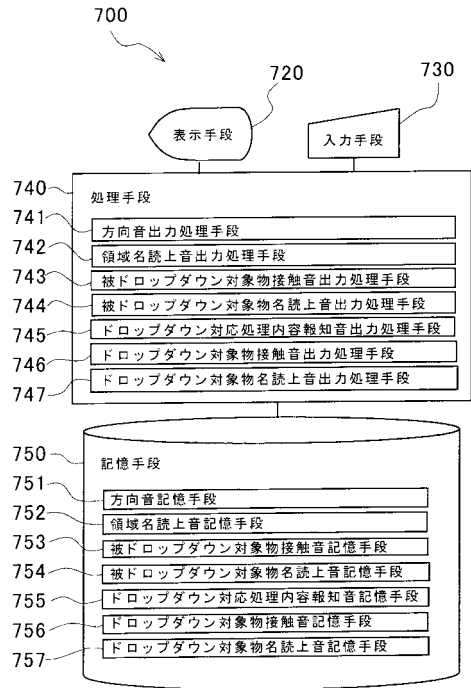 700
720
730
表示手段
入力手段
740
処理手段
741
方向音出力処理手段
742
領域名読上音出力処理手段
743
被ドロップダウン対象物接触音出力処理手段
744
被ドロップダウン対象物名読上音出力処理手段
745
ドロップダウン対応処理内容報知音出力処理手段
746
ドロップダウン対象物接触音出力処理手段
747
ドロップダウン対象物名読上音出力処理手段
750
記憶手段
751
方向音記憶手段
752
領域名読上音記憶手段
753
被ドロップダウン対象物接触音記憶手段
754
被ドロップダウン対象物名読上音記憶手段
755
ドロップダウン対応処理内容報知音記憶手段
756
ドロップダウン対象物接触音記憶手段
757
ドロップダウン対象物名読上音記憶手段